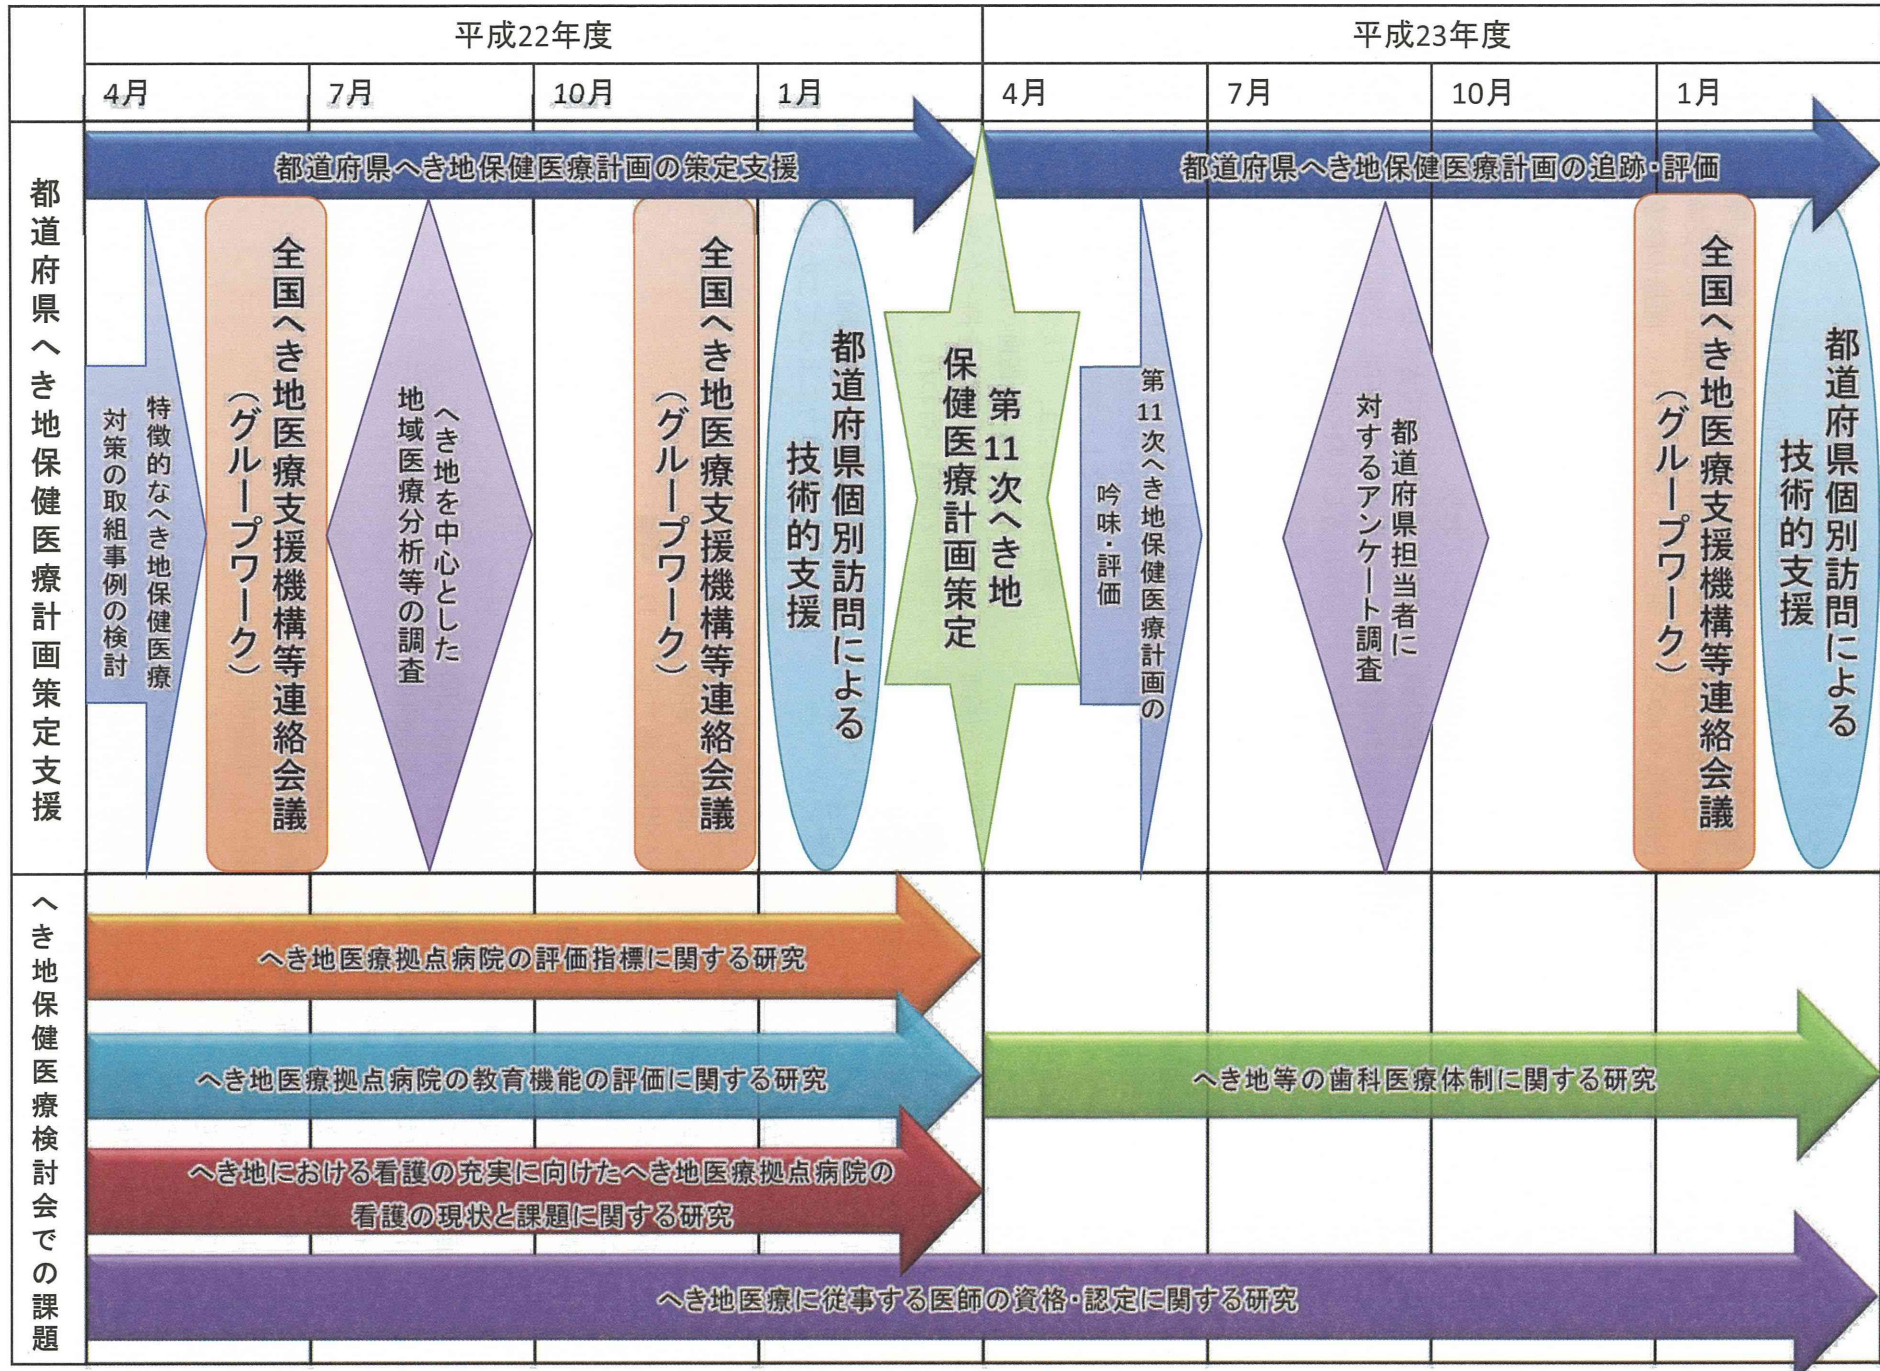 平成22年度
平成23年度
4月
7月
10月
1月
4月
7月
10月
1月
都道府県へき地保健医療計画策定支援
都道府県へき地保健医療計画の策定支援
都道府県へき地保健医療計画の追跡・評価
特徴的なへき地保健医療
対策の取組事例の検討
全国へき地医療支援機構等連絡会議
（グループワーク）
へき地を中心とした
地域医療分析等の調査
全国へき地医療支援機構等連絡会議
（グループワーク）
都道府県個別訪問による
技術的支援
第11次へき地
保健医療計画策定
第11次へき地保健医療計画の
吟味・評価
都道府県担当者に
対するアンケート調査
全国へき地医療支援機構等連絡会議
（グループワーク）
都道府県個別訪問による
技術的支援
へき地保健医療検討会での課題
へき地医療拠点病院の評価指標に関する研究
へき地医療拠点病院の教育機能の評価に関する研究
へき地等の歯科医療体制に関する研究
へき地における看護の充実に向けたへき地医療拠点病院の
看護の現状と課題に関する研究
へき地医療に従事する医師の資格・認定に関する研究